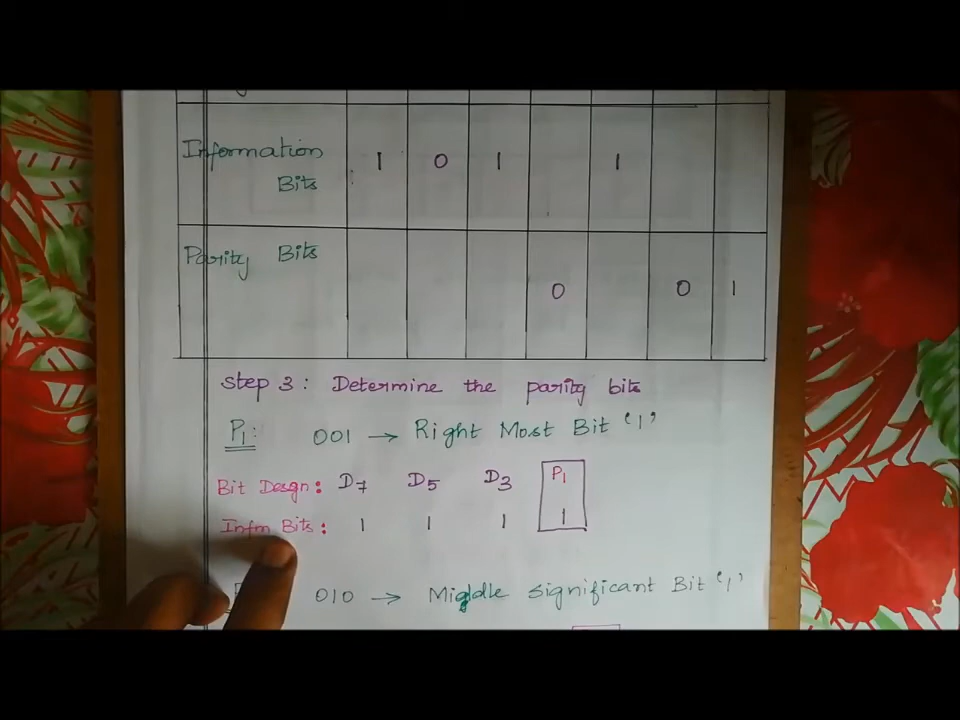 Information 1 0 1 1
Bits
Parity Bits
0 0 1
Step 3: Determine the parity bits
P1: 001 → Right Most Bit '1'
Bit Desgn: D7 D5 D3 P1
Infm Bits: 1 1 1 1
010 → Middle significant Bit '1'